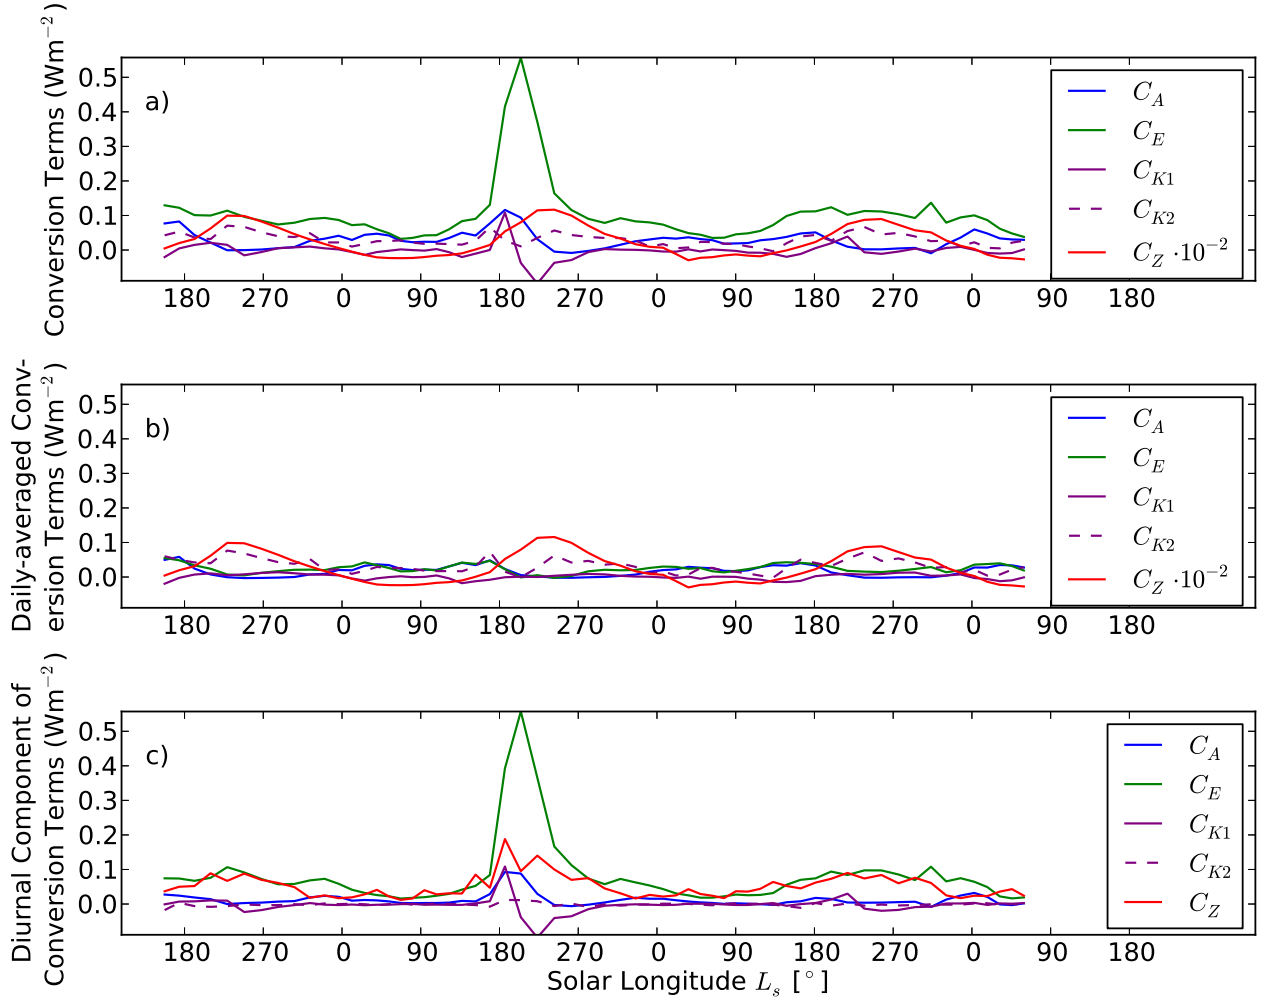 Conversion Terms (Wm⁻²)
a)
0.5
0.4
0.3
0.2
0.1
0.0
C_A
C_E
C_K1
C_K2
C_Z ·10⁻²
180 270 0 90 180 270 0 90 180 270 0 90 180
Daily-averaged Conv-
ersion Terms (Wm⁻²)
b)
0.5
0.4
0.3
0.2
0.1
0.0
C_A
C_E
C_K1
C_K2
C_Z ·10⁻²
180 270 0 90 180 270 0 90 180 270 0 90 180
Diurnal Component of
Conversion Terms (Wm⁻²)
c)
0.5
0.4
0.3
0.2
0.1
0.0
C_A
C_E
C_K1
C_K2
C_Z
180 270 0 90 180 270 0 90 180 270 0 90 180
Solar Longitude L_s [°]